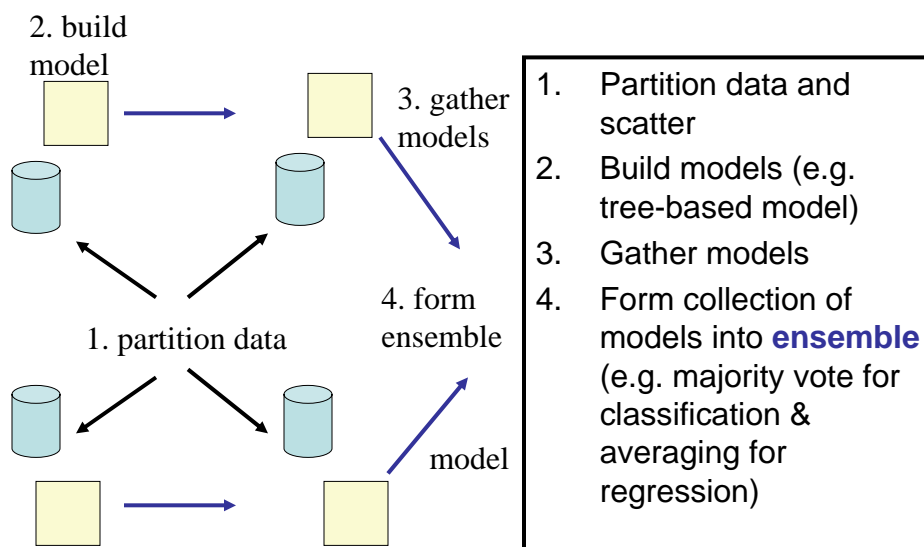 2. build
model
3. gather
models
4. form
ensemble
1. partition data
model
1. Partition data and
scatter
2. Build models (e.g.
tree-based model)
3. Gather models
4. Form collection of
models into ensemble
(e.g. majority vote for
classification &
averaging for
regression)